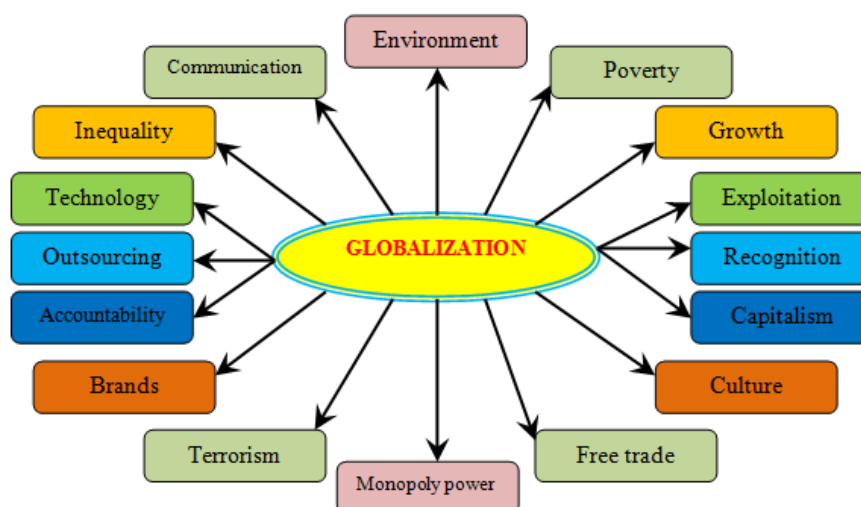 Environment
Communication
Poverty
Inequality
Growth
Technology
Exploitation
GLOBALIZATION
Outsourcing
Recognition
Accountability
Capitalism
Brands
Culture
Terrorism
Free trade
Monopoly power